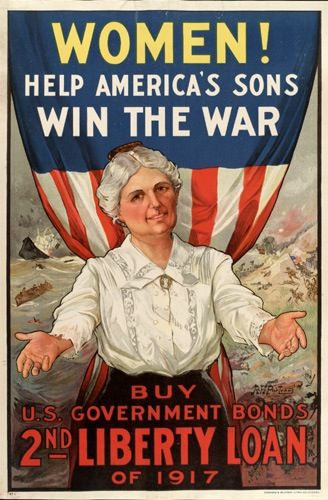 WOMEN!
HELP AMERICA'S SONS
WIN THE WAR
BUY
U.S. GOVERNMENT BONDS
2ND LIBERTY LOAN
OF 1917